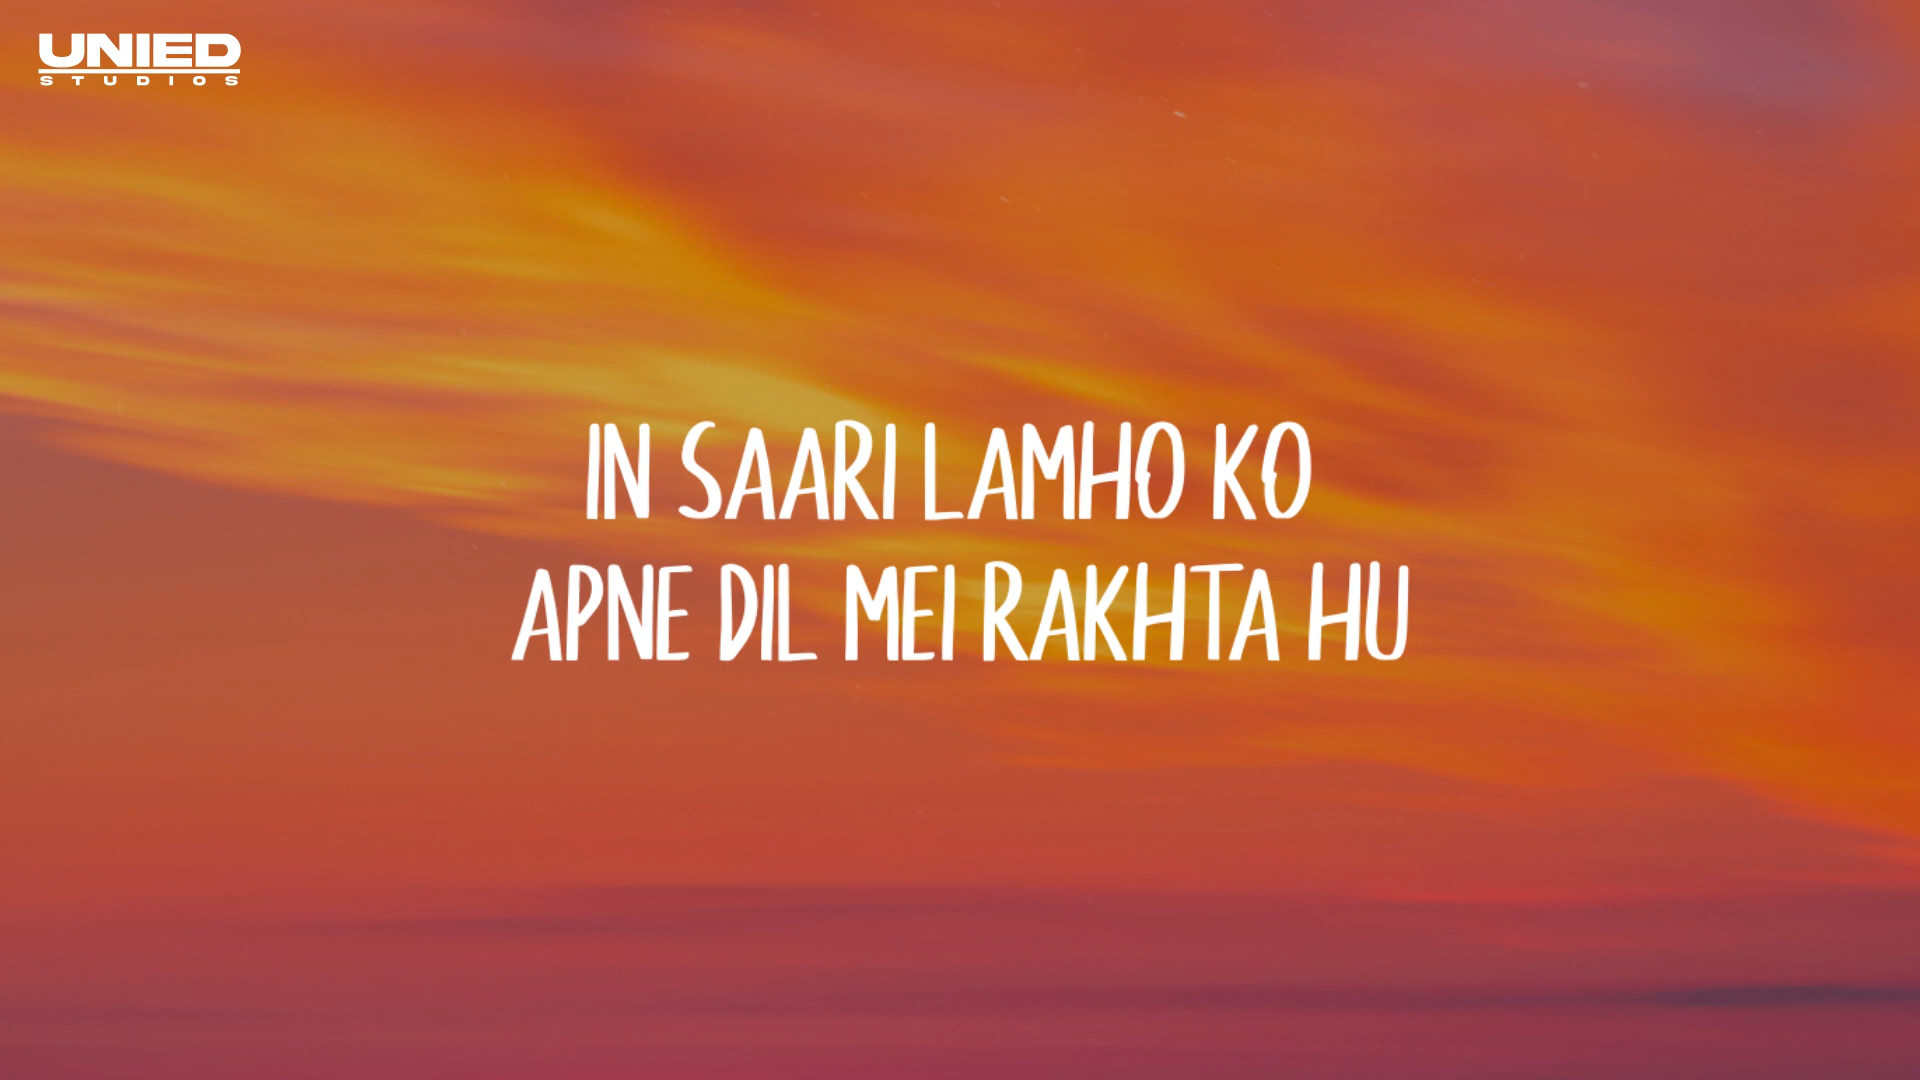 UNIED
STUDIOS
IN SAARI LAMHO KO
APNE DIL MEI RAKHTA HU